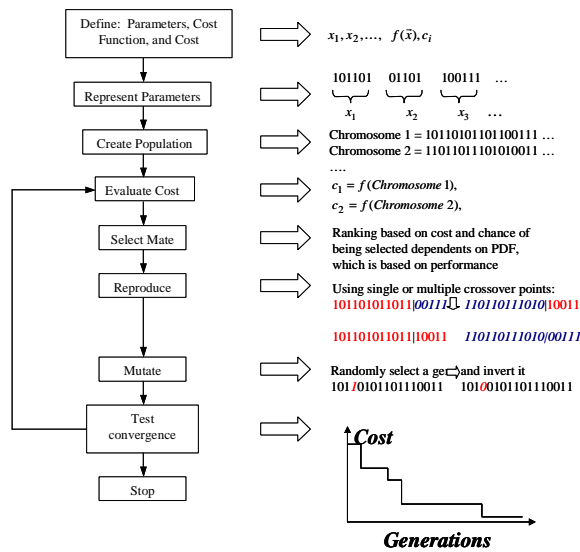 Define: Parameters, Cost
Function, and Cost
x₁, x₂, ..., f(x⃗), cᵢ
Represent Parameters
101101 01101 100111 ...
x₁ x₂ x₃ ...
Create Population
Chromosome 1 = 10110101101100111 ...
Chromosome 2 = 11011011101010011 ...
....
Evaluate Cost
c₁ = f(Chromosome 1),
c₂ = f(Chromosome 2),
Select Mate
Ranking based on cost and chance of
being selected dependents on PDF,
which is based on performance
Reproduce
Using single or multiple crossover points:
101101011011|00111 110110111010|10011
101101011011|10011 110110111010|00111
Mutate
Randomly select a ge and invert it
10110101101110011 10100101101110011
Test
convergence
Stop
Cost
Generations